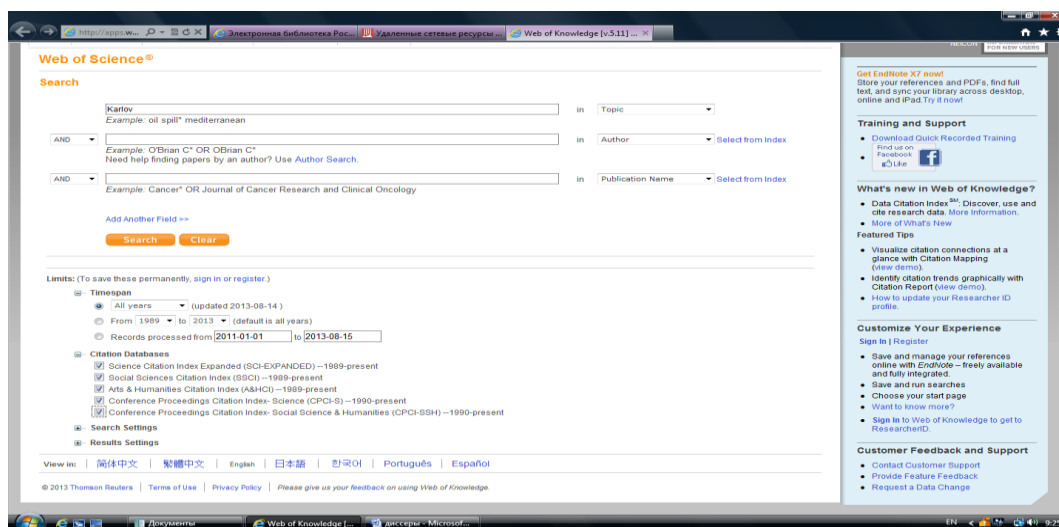 http://apps.w...
Электронная библиотека Рос...
Удаленные сетевые ресурсы ...
Web of Knowledge [v.5.11] ...
Web of Science®
Search
Karlov in Topic
Example: oil spill* mediterranean
AND in Author Select from Index
Example: O'Brian C* OR OBrian C*
Need help finding papers by an author? Use Author Search.
AND in Publication Name Select from Index
Example: Cancer* OR Journal of Cancer Research and Clinical Oncology
Add Another Field >>
Search Clear
Limits: (To save these permanently, sign in or register.)
Timespan
All years (updated 2013-08-14 )
From 1989 to 2013 (default is all years)
Records processed from 2011-01-01 to 2013-08-15
Citation Databases
Science Citation Index Expanded (SCI-EXPANDED) --1989-present
Social Sciences Citation Index (SSCI) --1989-present
Arts & Humanities Citation Index (A&HCI) --1989-present
Conference Proceedings Citation Index- Science (CPCI-S) --1990-present
Conference Proceedings Citation Index- Social Science & Humanities (CPCI-SSH) --1990-present
Search Settings
Results Settings
View in: | 简体中文 | 繁體中文 | English | 日本語 | 한국어 | Português | Español
© 2013 Thomson Reuters | Terms of Use | Privacy Policy | Please give us your feedback on using Web of Knowledge.
FOR NEW USERS
Get EndNote X7 now!
Store your references and PDFs, find full
text, and sync your library across desktop,
online and iPad.Try it now!
Training and Support
Download Quick Recorded Training
Find us on
Facebook
Like
What's new in Web of Knowledge?
Data Citation Index SM: Discover, use and
cite research data. More Information.
More of What's New
Featured Tips
Visualize citation connections at a
glance with Citation Mapping
(view demo).
Identify citation trends graphically with
Citation Report (view demo).
How to update your Researcher ID
profile.
Customize Your Experience
Sign In | Register
Save and manage your references
online with EndNote – freely available
and fully integrated.
Save and run searches
Choose your start page
Want to know more?
Sign In to Web of Knowledge to get to
ResearcherID.
Customer Feedback and Support
Contact Customer Support
Provide Feature Feedback
Request a Data Change
Документы
Web of Knowledge [...
диссеры - Microsof...
EN